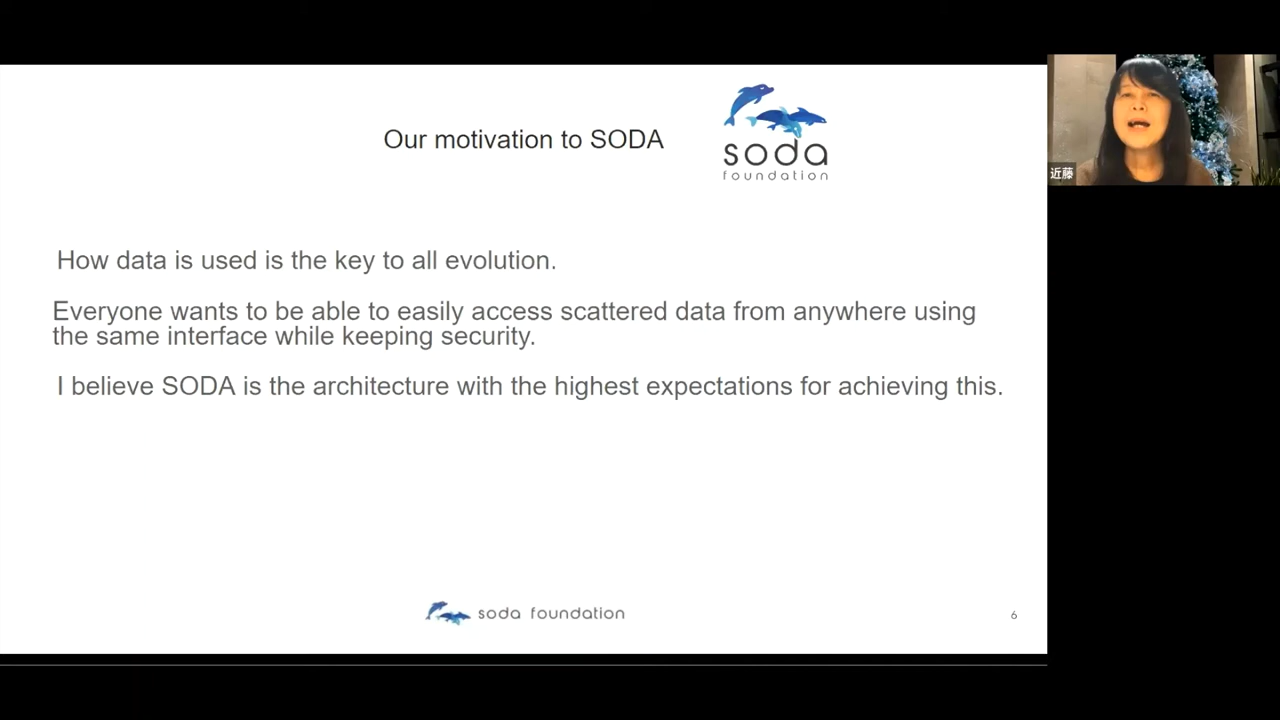 Our motivation to SODA
soda
foundation
近藤
How data is used is the key to all evolution.
Everyone wants to be able to easily access scattered data from anywhere using
the same interface while keeping security.
I believe SODA is the architecture with the highest expectations for achieving this.
soda foundation
6